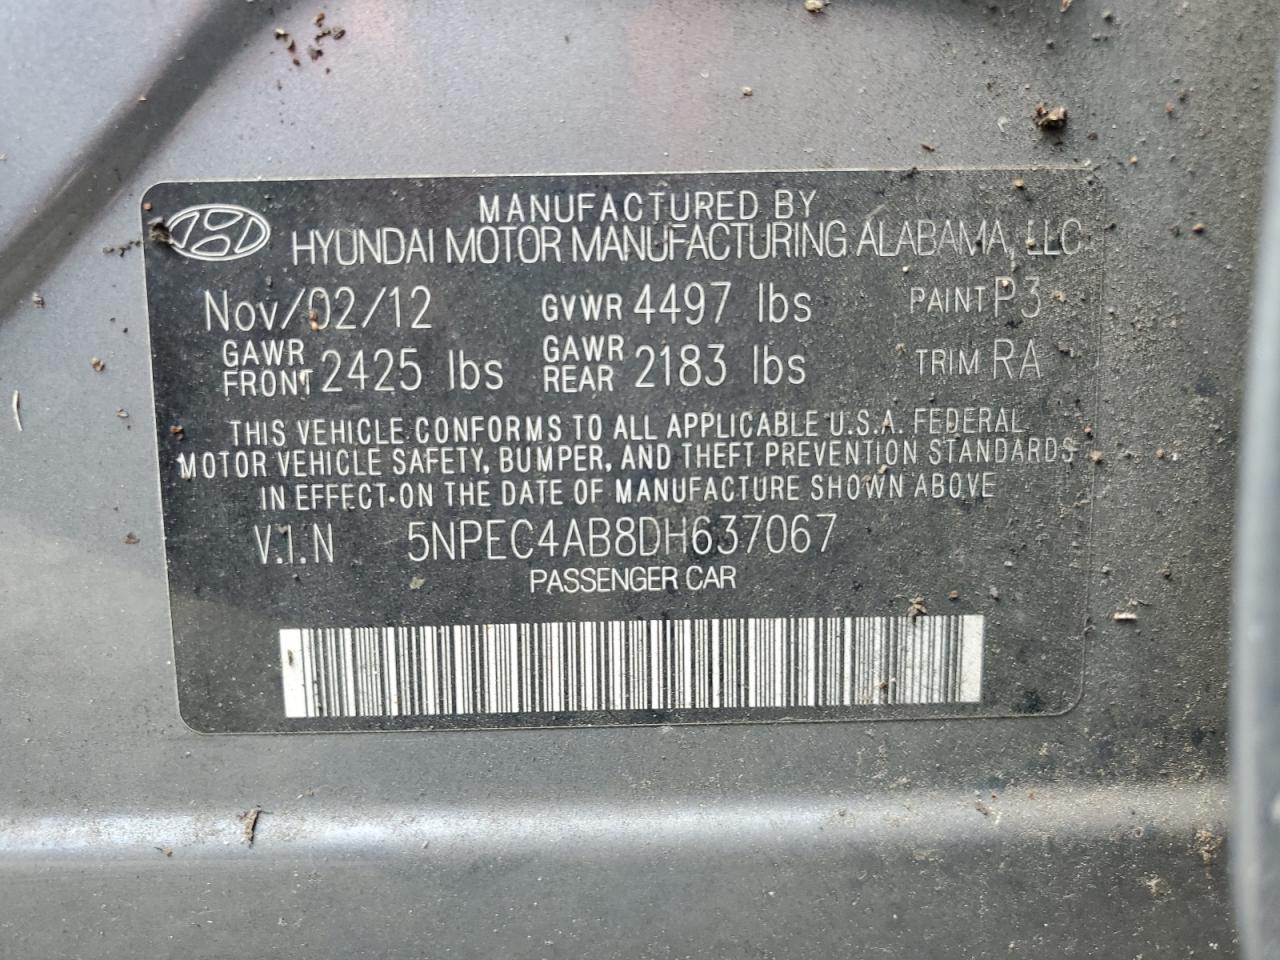 MANUFACTURED BY
HYUNDAI MOTOR MANUFACTURING ALABAMA, LLC
Nov/02/12 GVWR 4497 lbs PAINT P3
GAWR FRONT 2425 lbs GAWR REAR 2183 lbs TRIM RA
THIS VEHICLE CONFORMS TO ALL APPLICABLE U.S.A. FEDERAL
MOTOR VEHICLE SAFETY, BUMPER, AND THEFT PREVENTION STANDARDS
IN EFFECT ON THE DATE OF MANUFACTURE SHOWN ABOVE
V.I.N 5NPEC4AB8DH637067
PASSENGER CAR